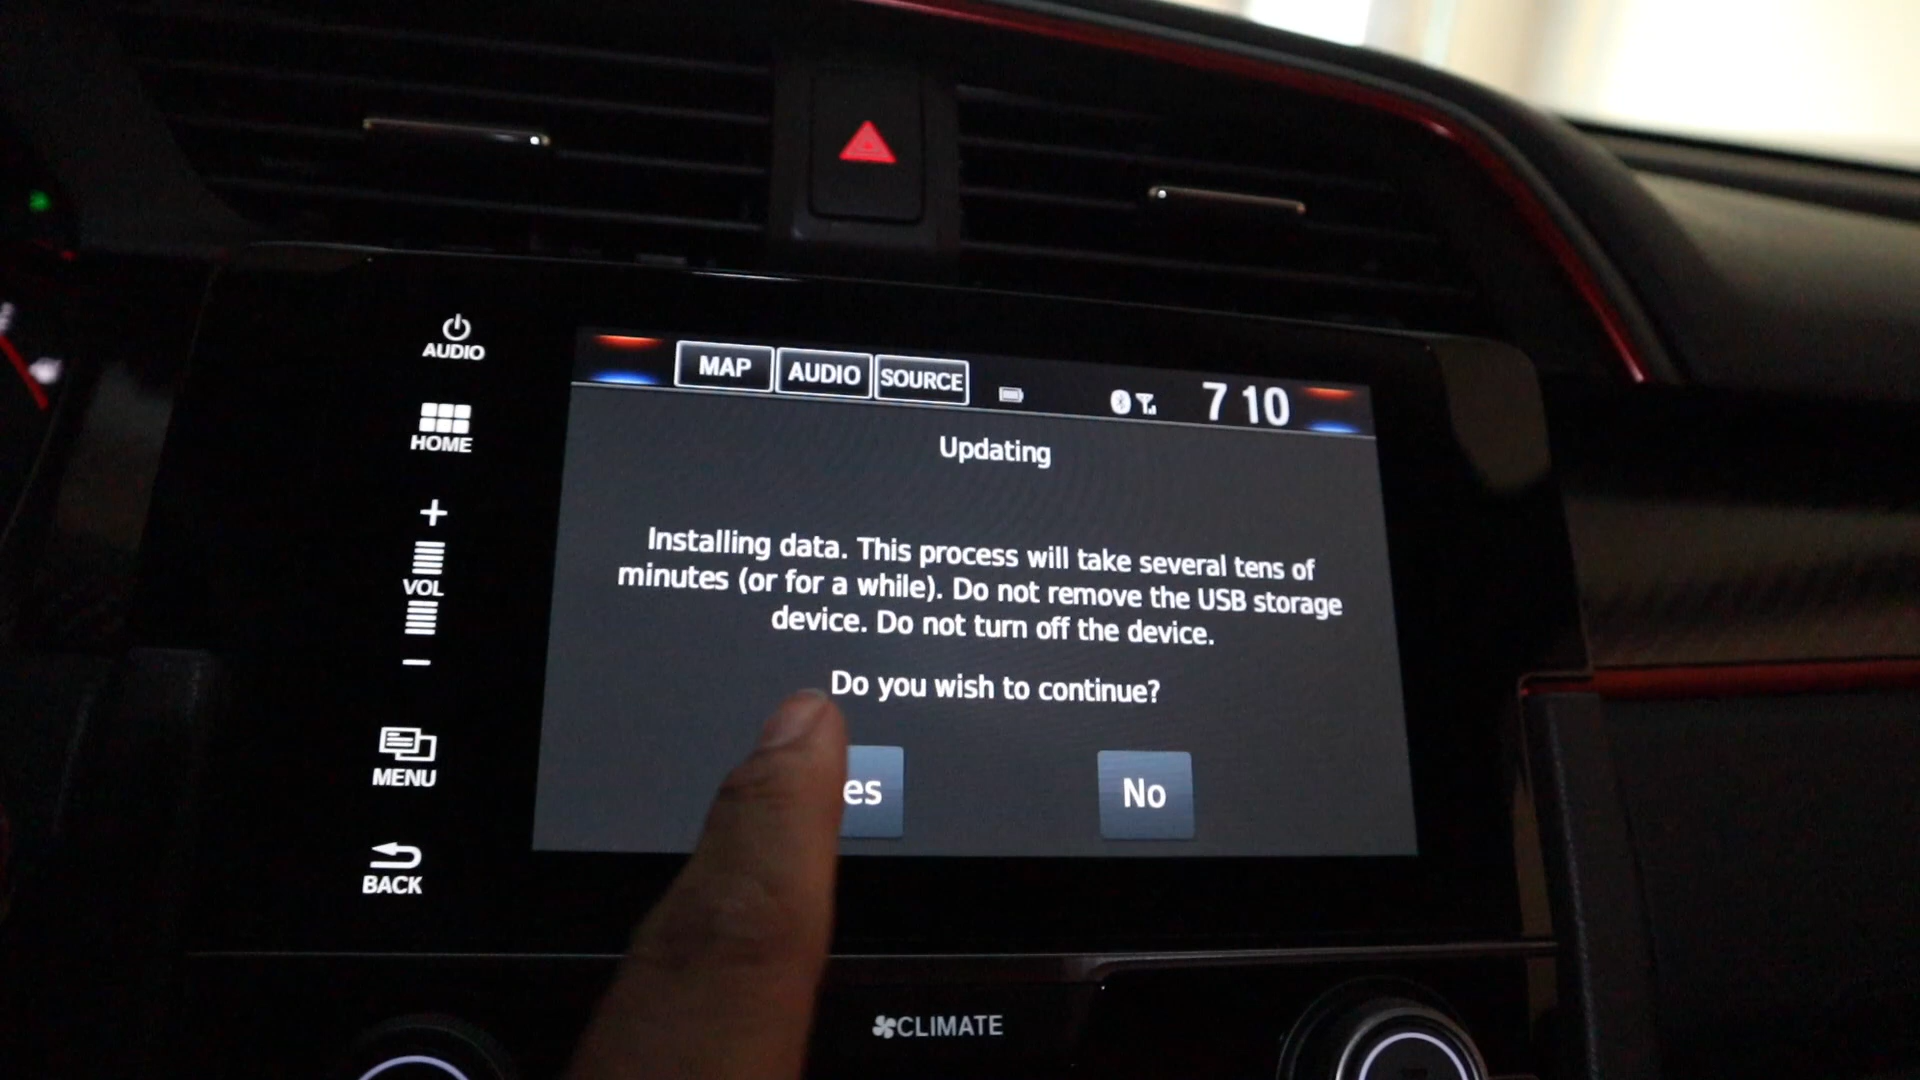 AUDIO
HOME
+
VOL
−
MENU
BACK
MAP AUDIO SOURCE 7 10
Updating
Installing data. This process will take several tens of
minutes (or for a while). Do not remove the USB storage
device. Do not turn off the device.
Do you wish to continue?
es No
CLIMATE